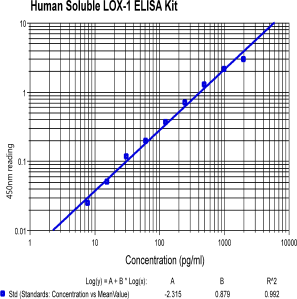 Human Soluble LOX-1 ELISA Kit
10
1
0.1
0.01
450nm reading
1 10 100 1000 10000
Concentration (pg/ml)
Log(y) = A + B * Log(x): A B R^2
Std (Standards: Concentration vs MeanValue) -2.315 0.879 0.992